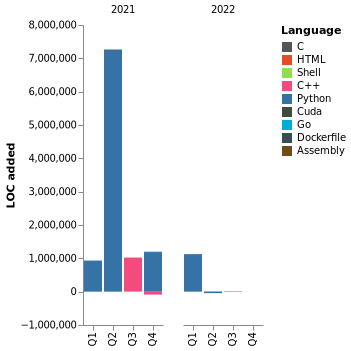 2021
2022
LOC added
8,000,000
7,000,000
6,000,000
5,000,000
4,000,000
3,000,000
2,000,000
1,000,000
0
−1,000,000
Q1
Q2
Q3
Q4
Q1
Q2
Q3
Q4
Language
C
HTML
Shell
C++
Python
Cuda
Go
Dockerfile
Assembly